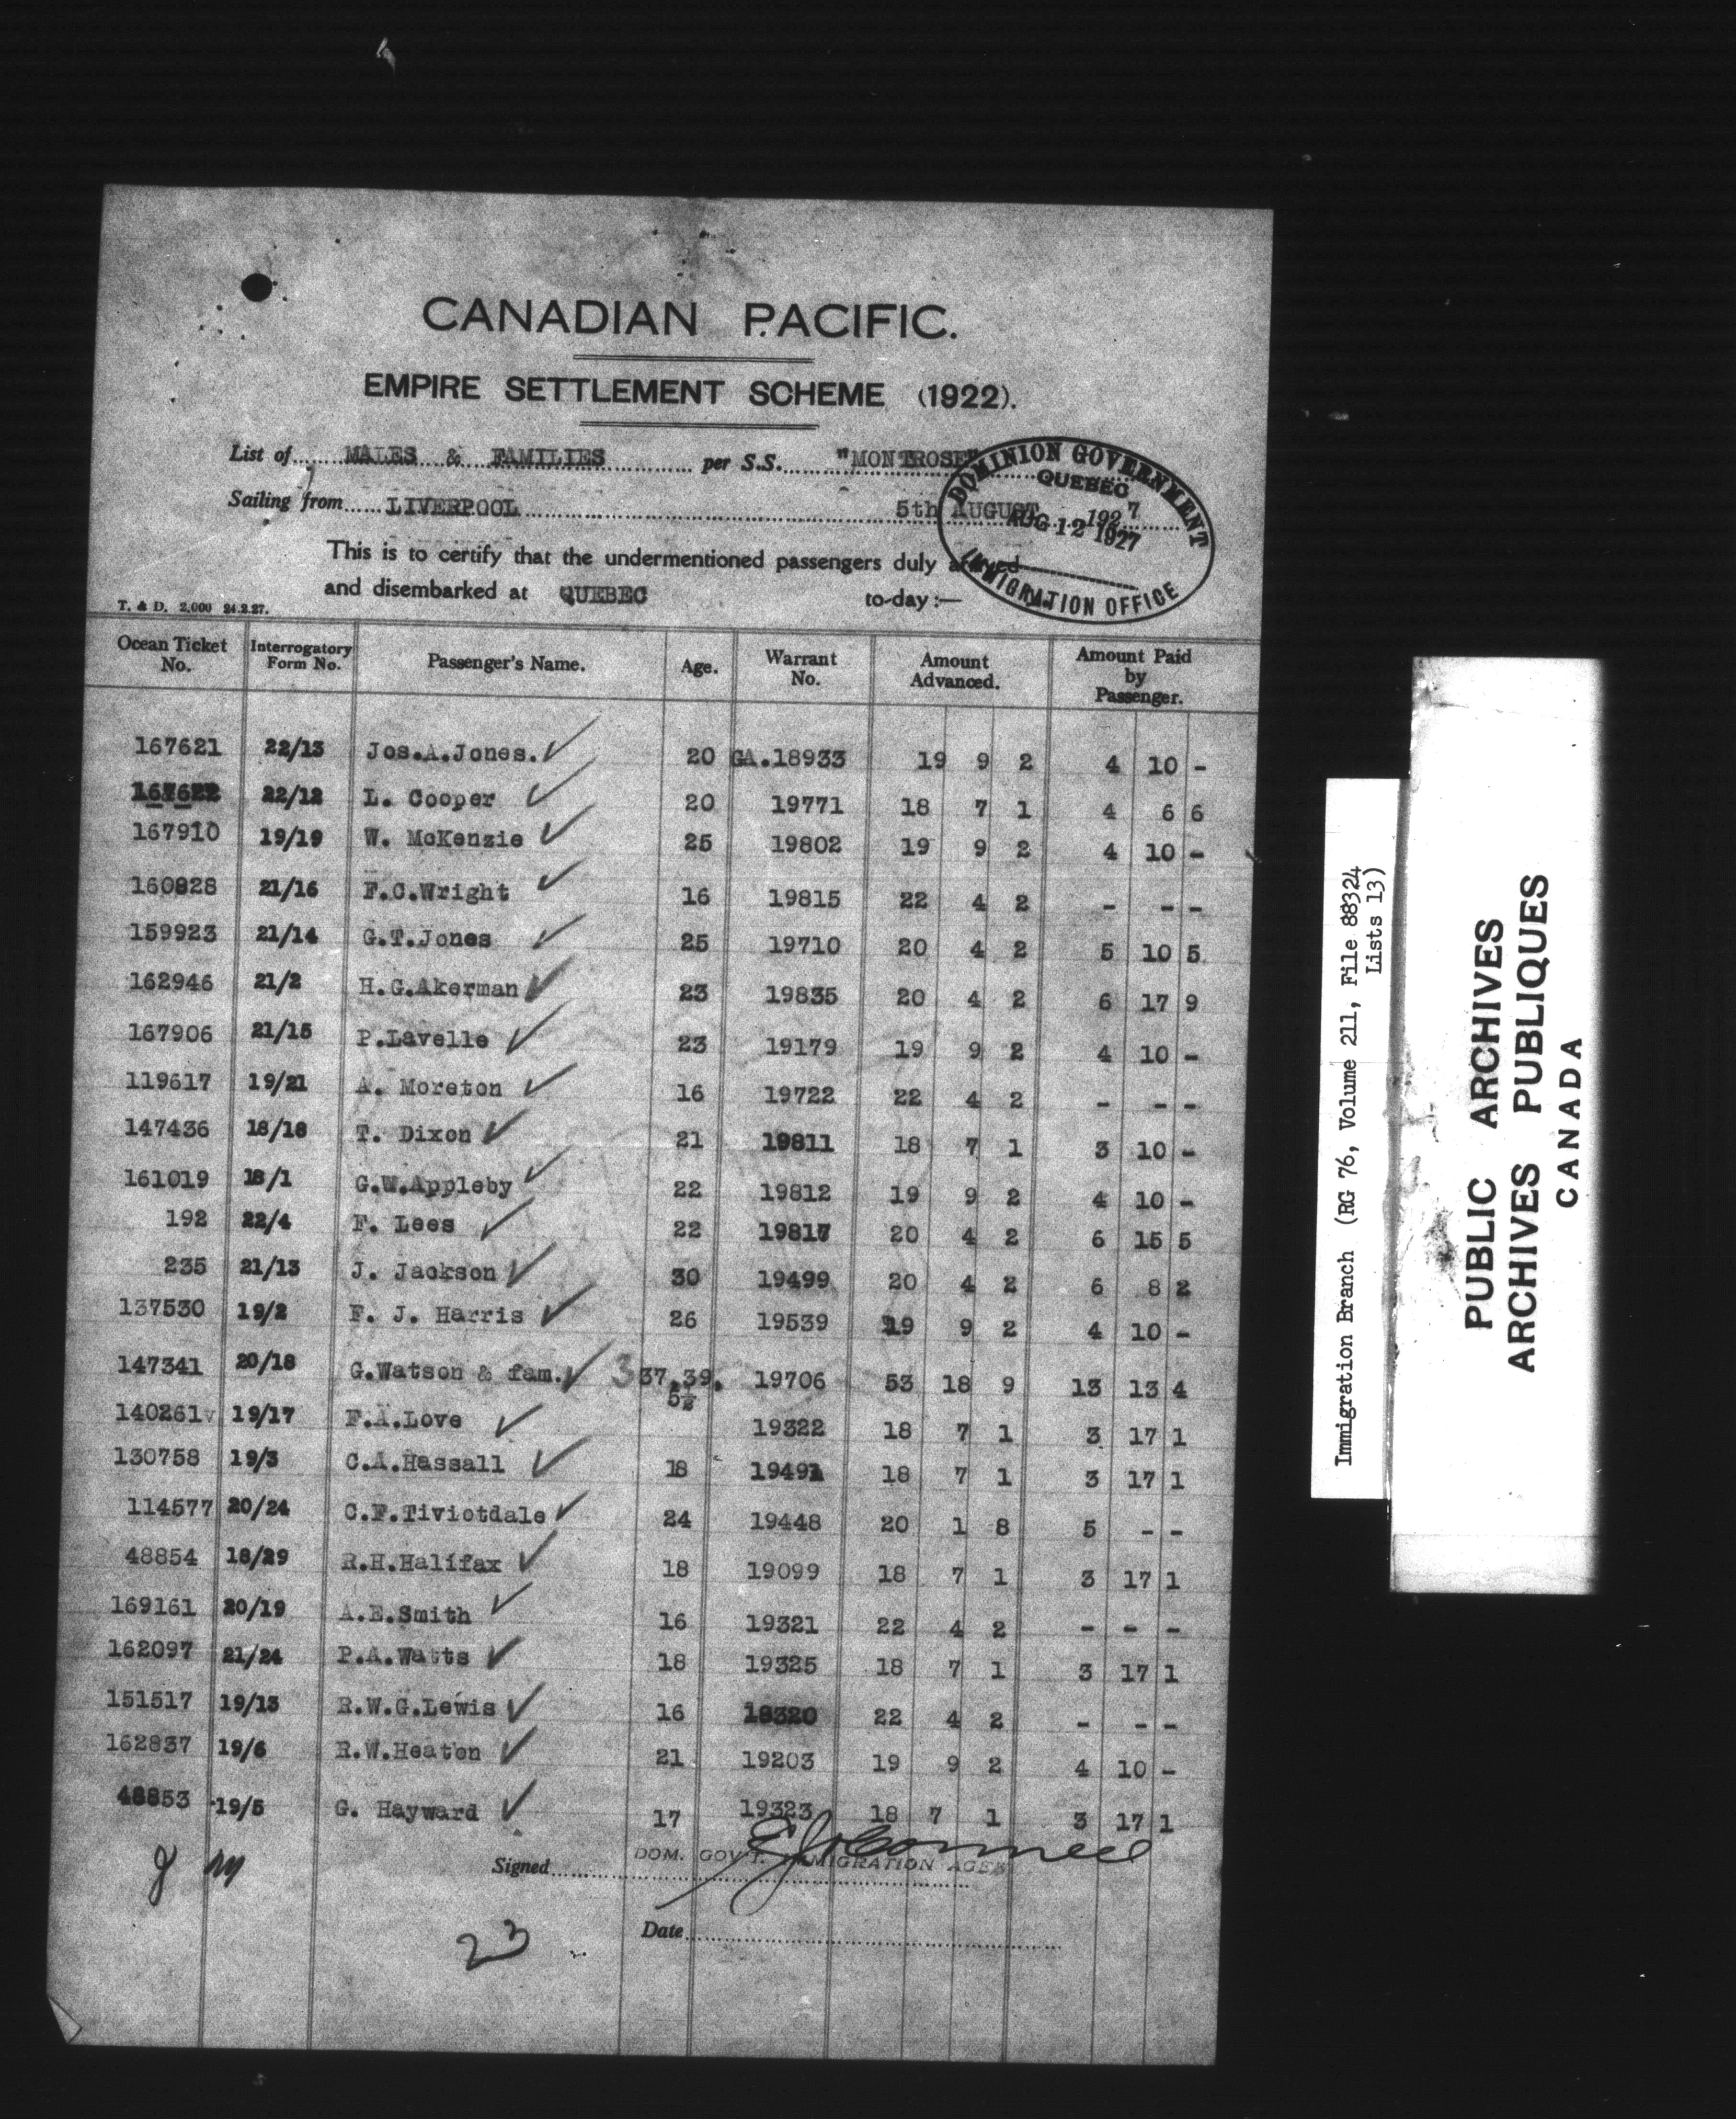 CANADIAN PACIFIC.
EMPIRE SETTLEMENT SCHEME (1922).
List of MALES & FAMILIES per S.S. "MONTROSE"
Sailing from LIVERPOOL 5th AUGUST 1927
DOMINION GOVERNMENT
QUEBEC
AUG 12 1927
IMMIGRATION OFFICE
This is to certify that the undermentioned passengers duly arrived
and disembarked at QUEBEC to-day :—
T. & D. 2,000 24.2.27.
Ocean Ticket No. Interrogatory Form No. Passenger's Name. Age. Warrant No. Amount Advanced. Amount Paid by Passenger.
167621 22/13 Jos.A.Jones. ✓ 20 GA.18933 19 9 2 4 10 -
167622 22/12 L. Cooper ✓ 20 19771 18 7 1 4 6 6
167910 19/19 W. McKenzie ✓ 25 19802 19 9 2 4 10 -
160828 21/16 F.C.Wright ✓ 16 19815 22 4 2 - - -
159923 21/14 G.T.Jones ✓ 25 19710 20 4 2 5 10 5
162946 21/2 H.G.Akerman ✓ 23 19835 20 4 2 6 17 9
167906 21/15 P.Lavelle ✓ 23 19179 19 9 2 4 10 -
119617 19/21 A. Moreton ✓ 16 19722 22 4 2 - - -
147436 18/18 T. Dixon ✓ 21 19811 18 7 1 3 10 -
161019 18/1 G.W.Appleby ✓ 22 19812 19 9 2 4 10 -
192 22/4 F. Lees ✓ 22 19817 20 4 2 6 15 5
235 21/13 J. Jackson ✓ 30 19499 20 4 2 6 8 2
137530 19/2 F. J. Harris ✓ 26 19539 19 9 2 4 10 -
147341 20/18 G.Watson & fam. ✓ 3 37.39. 5½ 19706 53 18 9 13 13 4
140261 19/17 F.A.Love ✓ 19322 18 7 1 3 17 1
130758 19/3 C.A.Hassall ✓ 18 19491 18 7 1 3 17 1
114577 20/24 C.F.Tiviotdale ✓ 24 19448 20 1 8 5 - -
48854 18/29 R.H.Halifax ✓ 18 19099 18 7 1 3 17 1
169161 20/19 A.E.Smith ✓ 16 19321 22 4 2 - - -
162097 21/24 P.A.Watts ✓ 18 19325 18 7 1 3 17 1
151517 19/13 R.W.G.Lewis ✓ 16 19320 22 4 2 - - -
162837 19/6 R.W.Heaton ✓ 21 19203 19 9 2 4 10 -
48853 19/5 G. Hayward ✓ 17 19323 18 7 1 3 17 1
Signed
DOM. GOVT. IMMIGRATION AGENT
23
Date
Immigration Branch (RG 76, Volume 211, File 88324
Lists 13)
PUBLIC ARCHIVES
ARCHIVES PUBLIQUES
CANADA